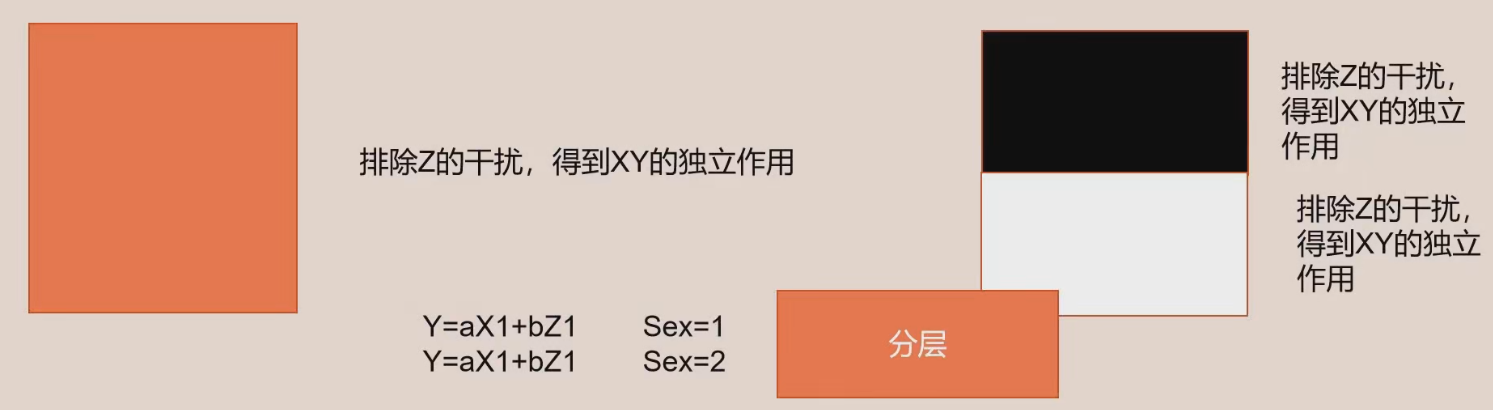 排除Z的干扰，得到XY的独立作用
排除Z的干扰，
得到XY的独立
作用
排除Z的干扰，
得到XY的独立
作用
Y=aX1+bZ1 Sex=1
Y=aX1+bZ1 Sex=2
分层